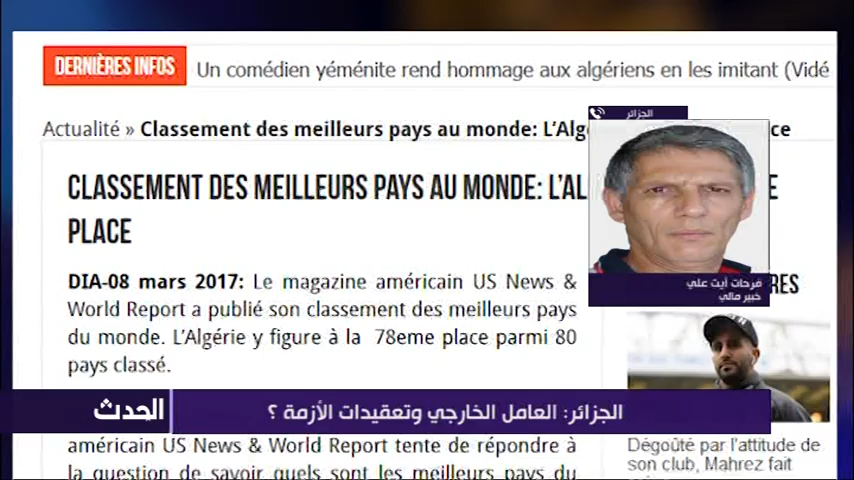 DERNIÈRES INFOS
Un comédien yéménite rend hommage aux algériens en les imitant (Vidé
Actualité » Classement des meilleurs pays au monde: L'Alg
ce
الجزائر
CLASSEMENT DES MEILLEURS PAYS AU MONDE: L'AL
E
PLACE
DIA-08 mars 2017: Le magazine américain US News &
World Report a publié son classement des meilleurs pays
du monde. L'Algérie y figure à la 78eme place parmi 80
pays classé.
فرحات آيت علي
خبير مالي
RES
الحدث
الجزائر: العامل الخارجي وتعقيدات الأزمة ؟
américain US News & World Report tente de répondre à
la question de savoir quels sont les meilleurs pays du
Dégoûté par l'attitude de
son club, Mahrez fait